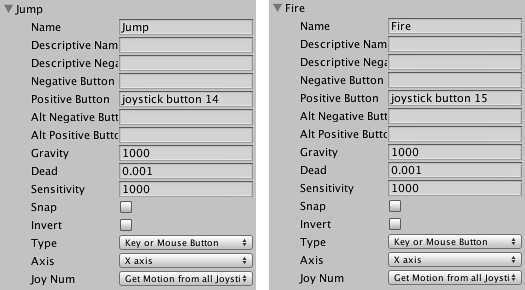 Jump
Name Jump
Descriptive Nam
Descriptive Nega
Negative Button
Positive Button joystick button 14
Alt Negative Butt
Alt Positive Butto
Gravity 1000
Dead 0.001
Sensitivity 1000
Snap
Invert
Type Key or Mouse Button
Axis X axis
Joy Num Get Motion from all Joysti
Fire
Name Fire
Descriptive Nam
Descriptive Nega
Negative Button
Positive Button joystick button 15
Alt Negative Butt
Alt Positive Butto
Gravity 1000
Dead 0.001
Sensitivity 1000
Snap
Invert
Type Key or Mouse Button
Axis X axis
Joy Num Get Motion from all Joysti